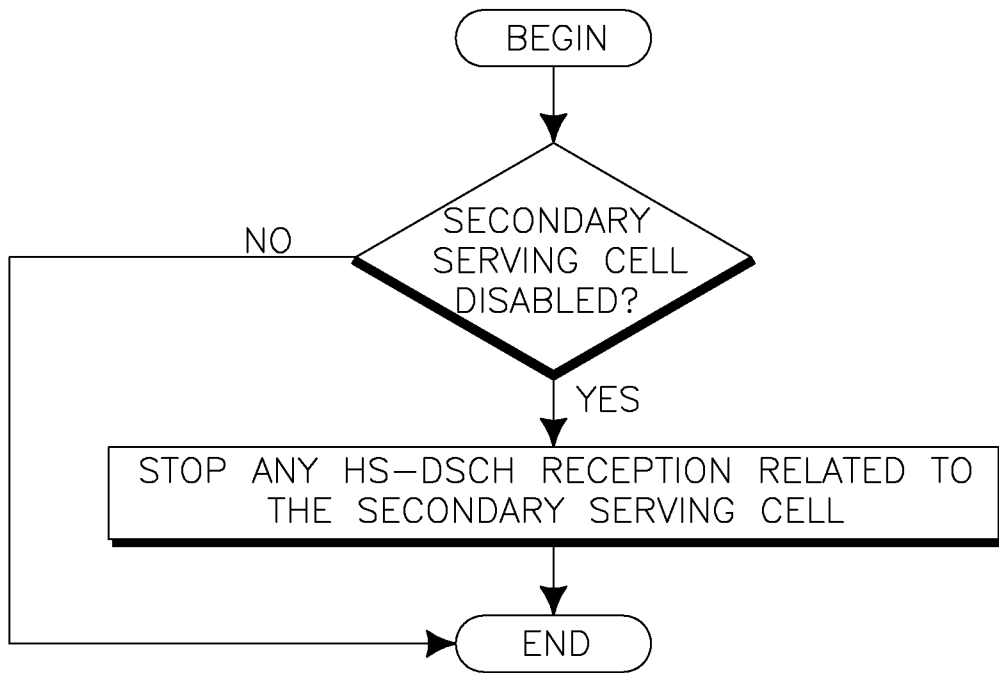 BEGIN
SECONDARY
SERVING CELL
DISABLED?
NO
YES
STOP ANY HS-DSCH RECEPTION RELATED TO
THE SECONDARY SERVING CELL
END